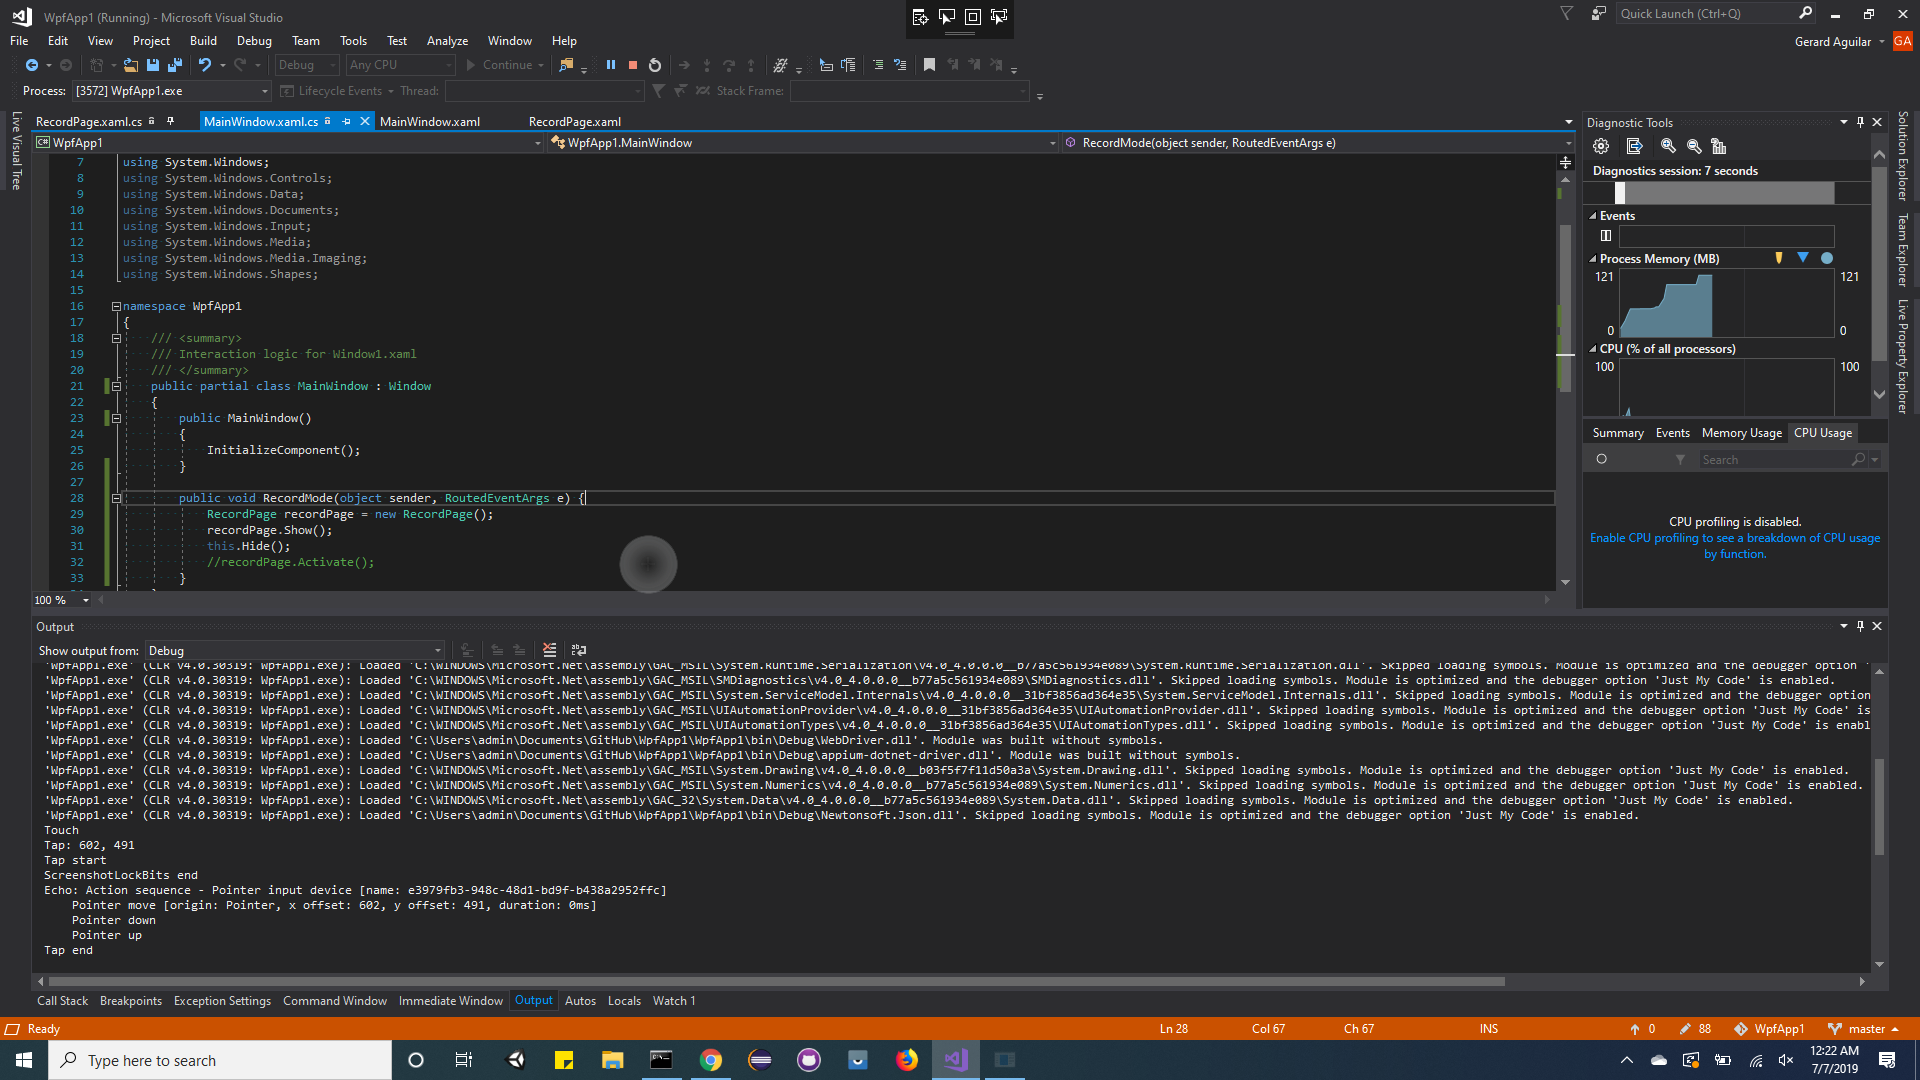 WpfApp1 (Running) - Microsoft Visual Studio
Quick Launch (Ctrl+Q)
File Edit View Project Build Debug Team Tools Test Analyze Window Help
Gerard Aguilar GA
Debug Any CPU Continue
Process: [3572] WpfApp1.exe Lifecycle Events Thread: Stack Frame:
Live Visual Tree
RecordPage.xaml.cs MainWindow.xaml.cs MainWindow.xaml RecordPage.xaml
WpfApp1 WpfApp1.MainWindow RecordMode(object sender, RoutedEventArgs e)
7 using System.Windows;
8 using System.Windows.Controls;
9 using System.Windows.Data;
10 using System.Windows.Documents;
11 using System.Windows.Input;
12 using System.Windows.Media;
13 using System.Windows.Media.Imaging;
14 using System.Windows.Shapes;
15
16 namespace WpfApp1
17 {
18 /// <summary>
19 /// Interaction logic for Window1.xaml
20 /// </summary>
21 public partial class MainWindow : Window
22 {
23 public MainWindow()
24 {
25 InitializeComponent();
26 }
27
28 public void RecordMode(object sender, RoutedEventArgs e) {
29 RecordPage recordPage = new RecordPage();
30 recordPage.Show();
31 this.Hide();
32 //recordPage.Activate();
33 }
100 %
Diagnostic Tools
Diagnostics session: 7 seconds
Events
Process Memory (MB)
121 121
0 0
CPU (% of all processors)
100 100
Summary Events Memory Usage CPU Usage
Search
CPU profiling is disabled.
Enable CPU profiling to see a breakdown of CPU usage
by function.
Solution Explorer
Team Explorer
Live Property Explorer
Output
Show output from: Debug
'WpfApp1.exe' (CLR v4.0.30319: WpfApp1.exe): Loaded 'C:\WINDOWS\Microsoft.Net\assembly\GAC_MSIL\System.Runtime.Serialization\v4.0_4.0.0.0__b77a5c561934e089\System.Runtime.Serialization.dll'. Skipped loading symbols. Module is optimized and the debugger option '
'WpfApp1.exe' (CLR v4.0.30319: WpfApp1.exe): Loaded 'C:\WINDOWS\Microsoft.Net\assembly\GAC_MSIL\SMDiagnostics\v4.0_4.0.0.0__b77a5c561934e089\SMDiagnostics.dll'. Skipped loading symbols. Module is optimized and the debugger option 'Just My Code' is enabled.
'WpfApp1.exe' (CLR v4.0.30319: WpfApp1.exe): Loaded 'C:\WINDOWS\Microsoft.Net\assembly\GAC_MSIL\System.ServiceModel.Internals\v4.0_4.0.0.0__31bf3856ad364e35\System.ServiceModel.Internals.dll'. Skipped loading symbols. Module is optimized and the debugger option
'WpfApp1.exe' (CLR v4.0.30319: WpfApp1.exe): Loaded 'C:\WINDOWS\Microsoft.Net\assembly\GAC_MSIL\UIAutomationProvider\v4.0_4.0.0.0__31bf3856ad364e35\UIAutomationProvider.dll'. Skipped loading symbols. Module is optimized and the debugger option 'Just My Code' is
'WpfApp1.exe' (CLR v4.0.30319: WpfApp1.exe): Loaded 'C:\WINDOWS\Microsoft.Net\assembly\GAC_MSIL\UIAutomationTypes\v4.0_4.0.0.0__31bf3856ad364e35\UIAutomationTypes.dll'. Skipped loading symbols. Module is optimized and the debugger option 'Just My Code' is enabl
'WpfApp1.exe' (CLR v4.0.30319: WpfApp1.exe): Loaded 'C:\Users\admin\Documents\GitHub\WpfApp1\WpfApp1\bin\Debug\WebDriver.dll'. Module was built without symbols.
'WpfApp1.exe' (CLR v4.0.30319: WpfApp1.exe): Loaded 'C:\Users\admin\Documents\GitHub\WpfApp1\WpfApp1\bin\Debug\appium-dotnet-driver.dll'. Module was built without symbols.
'WpfApp1.exe' (CLR v4.0.30319: WpfApp1.exe): Loaded 'C:\WINDOWS\Microsoft.Net\assembly\GAC_MSIL\System.Drawing\v4.0_4.0.0.0__b03f5f7f11d50a3a\System.Drawing.dll'. Skipped loading symbols. Module is optimized and the debugger option 'Just My Code' is enabled.
'WpfApp1.exe' (CLR v4.0.30319: WpfApp1.exe): Loaded 'C:\WINDOWS\Microsoft.Net\assembly\GAC_MSIL\System.Numerics\v4.0_4.0.0.0__b77a5c561934e089\System.Numerics.dll'. Skipped loading symbols. Module is optimized and the debugger option 'Just My Code' is enabled.
'WpfApp1.exe' (CLR v4.0.30319: WpfApp1.exe): Loaded 'C:\WINDOWS\Microsoft.Net\assembly\GAC_32\System.Data\v4.0_4.0.0.0__b77a5c561934e089\System.Data.dll'. Skipped loading symbols. Module is optimized and the debugger option 'Just My Code' is enabled.
'WpfApp1.exe' (CLR v4.0.30319: WpfApp1.exe): Loaded 'C:\Users\admin\Documents\GitHub\WpfApp1\WpfApp1\bin\Debug\Newtonsoft.Json.dll'. Skipped loading symbols. Module is optimized and the debugger option 'Just My Code' is enabled.
Touch
Tap: 602, 491
Tap start
ScreenshotLockBits end
Echo: Action sequence - Pointer input device [name: e3979fb3-948c-48d1-bd9f-b438a2952ffc]
Pointer move [origin: Pointer, x offset: 602, y offset: 491, duration: 0ms]
Pointer down
Pointer up
Tap end
Call Stack Breakpoints Exception Settings Command Window Immediate Window Output Autos Locals Watch 1
Ready Ln 28 Col 67 Ch 67 INS 0 88 WpfApp1 master
Type here to search
12:22 AM
7/7/2019